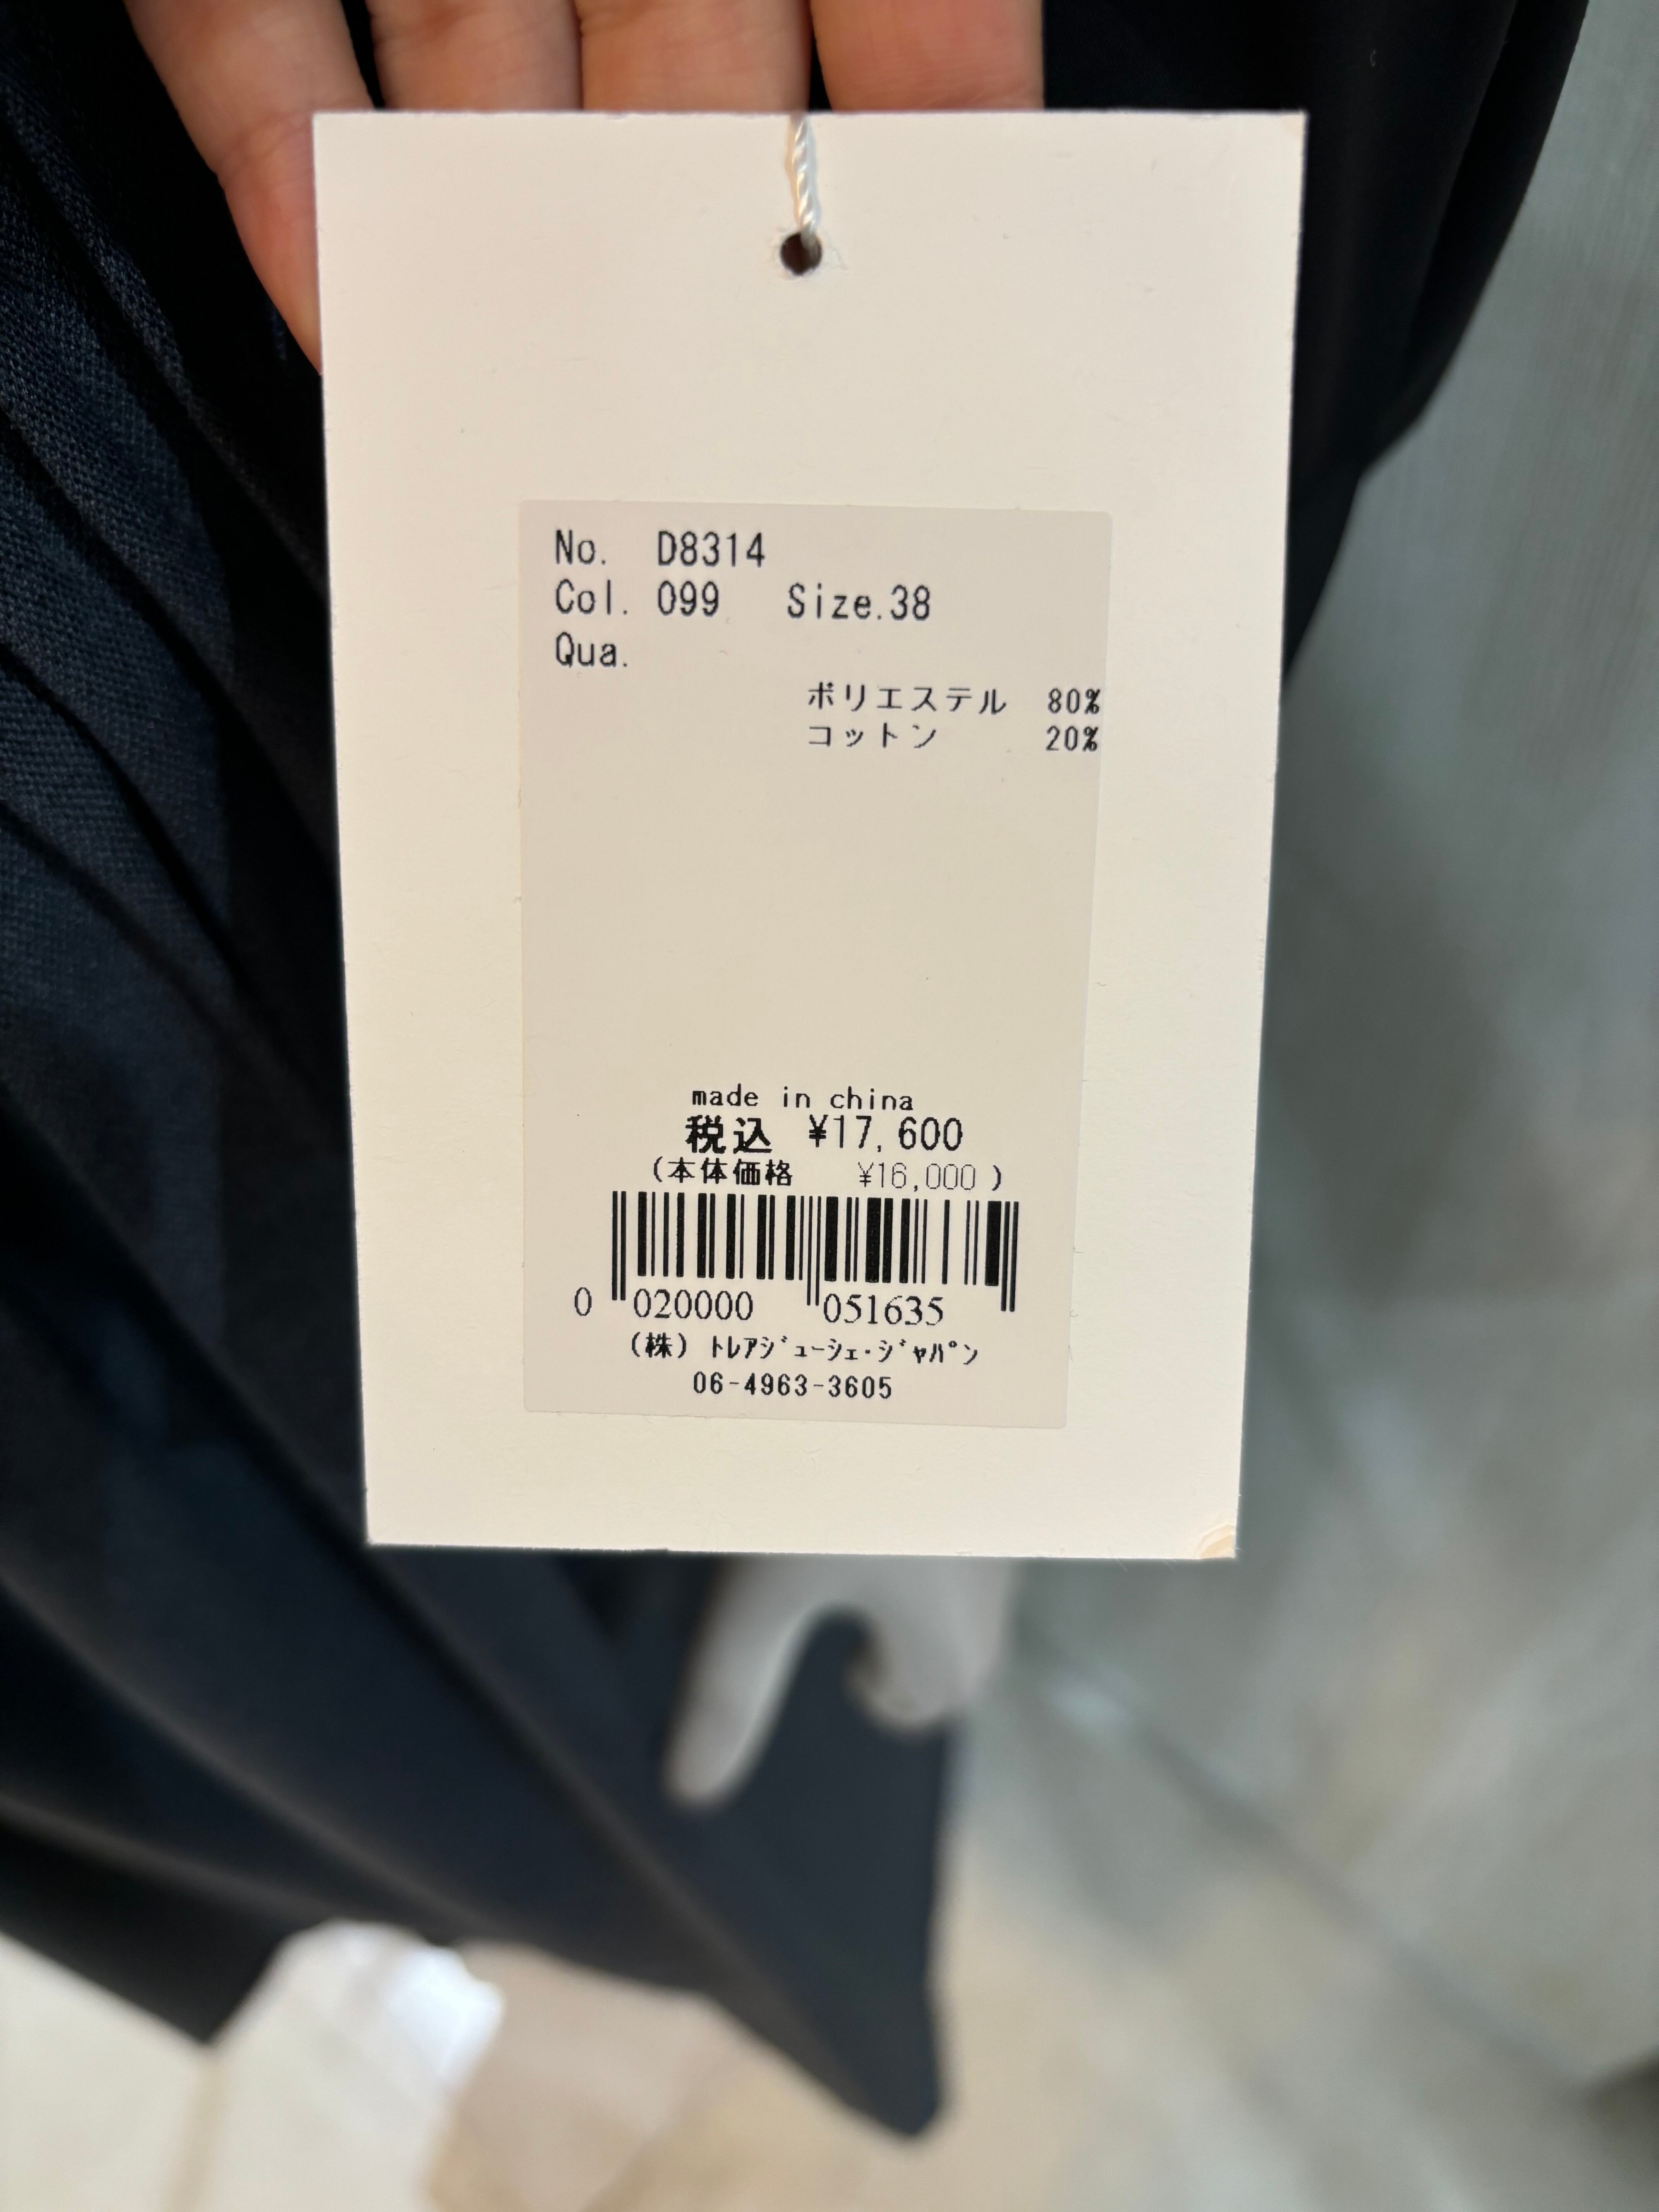 No. D8314
Col. 099 Size.38
Qua.
ポリエステル 80%
コットン 20%
made in china
税込 ¥17,600
(本体価格 ¥16,000)
0 020000 051635
(株) ﾄﾚｱｼﾞｭｰｼｪ・ｼﾞｬﾊﾟﾝ
06-4963-3605